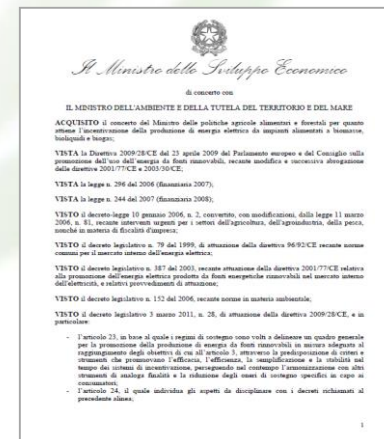 Il Ministro dello Sviluppo Economico
di concerto con
IL MINISTRO DELL'AMBIENTE E DELLA TUTELA DEL TERRITORIO E DEL MARE
ACQUISITO il concerto del Ministro delle politiche agricole alimentari e forestali per quanto
attiene l'incentivazione della produzione di energia elettrica da impianti alimentati a biomasse,
bioliquidi e biogas;
VISTA la Direttiva 2009/28/CE del 23 aprile 2009 del Parlamento europeo e del Consiglio sulla
promozione dell'uso dell'energia da fonti rinnovabili, recante modifica e successiva abrogazione
delle direttive 2001/77/CE e 2003/30/CE;
VISTA la legge n. 296 del 2006 (finanziaria 2007);
VISTA la legge n. 244 del 2007 (finanziaria 2008);
VISTO il decreto-legge 10 gennaio 2006, n. 2, convertito, con modificazioni, dalla legge 11 marzo
2006, n. 81, recante interventi urgenti per i settori dell'agricoltura, dell'agroindustria, della pesca,
nonché in materia di fiscalità d'impresa;
VISTO il decreto legislativo n. 79 del 1999, di attuazione della direttiva 96/92/CE recante norme
comuni per il mercato interno dell'energia elettrica;
VISTO il decreto legislativo n. 387 del 2003, recante attuazione della direttiva 2001/77/CE relativa
alla promozione dell'energia elettrica prodotta da fonti energetiche rinnovabili nel mercato interno
dell'elettricità, e relativi provvedimenti di attuazione;
VISTO il decreto legislativo n. 152 del 2006, recante norme in materia ambientale;
VISTO il decreto legislativo 3 marzo 2011, n. 28, di attuazione della direttiva 2009/28/CE, e in
particolare:
- l'articolo 23, in base al quale i regimi di sostegno sono volti a delineare un quadro generale
per la promozione della produzione di energia da fonti rinnovabili in misura adeguata al
raggiungimento degli obiettivi di cui all'articolo 3, attraverso la predisposizione di criteri e
strumenti che promuovano l'efficacia, l'efficienza, la semplificazione e la stabilità nel
tempo dei sistemi di incentivazione, perseguendo nel contempo l'armonizzazione con altri
strumenti di analoga finalità e la riduzione degli oneri di sostegno specifici in capo ai
consumatori;
- l'articolo 24, il quale individua gli aspetti da disciplinare con i decreti richiamati al
precedente alinea;
1